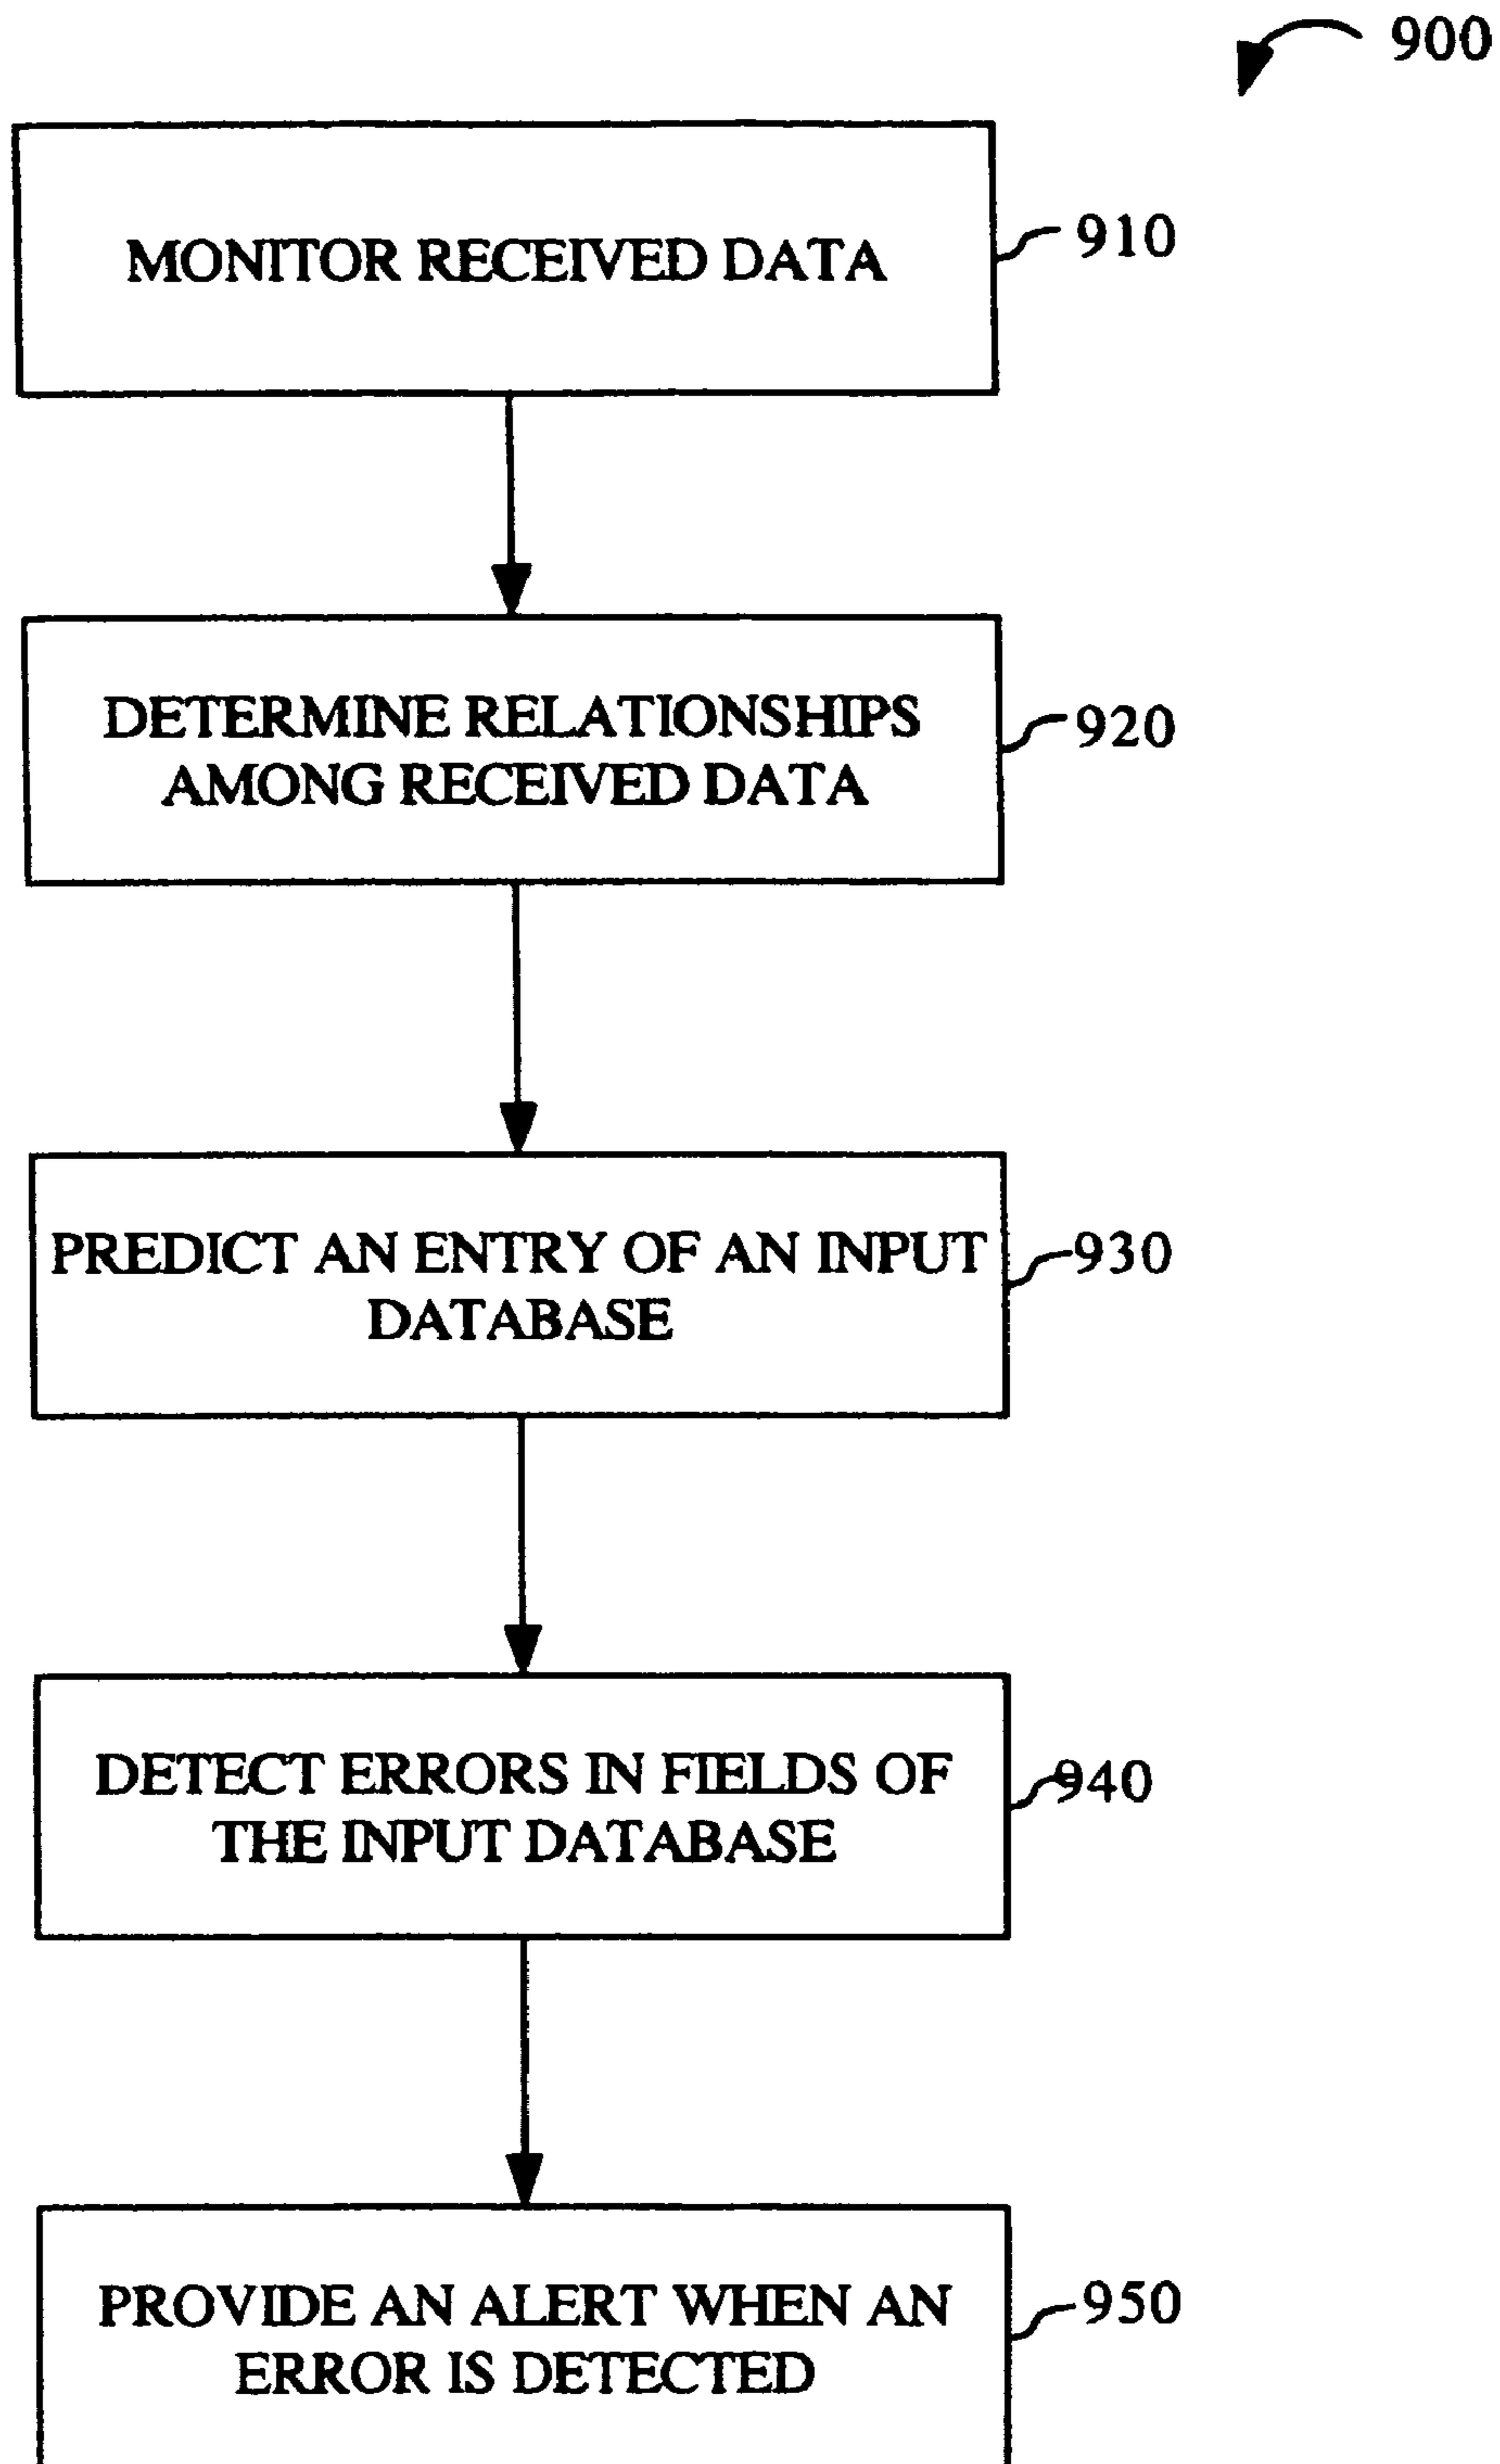 900
MONITOR RECEIVED DATA
910
DETERMINE RELATIONSHIPS
AMONG RECEIVED DATA
920
PREDICT AN ENTRY OF AN INPUT
DATABASE
930
DETECT ERRORS IN FIELDS OF
THE INPUT DATABASE
940
PROVIDE AN ALERT WHEN AN
ERROR IS DETECTED
950